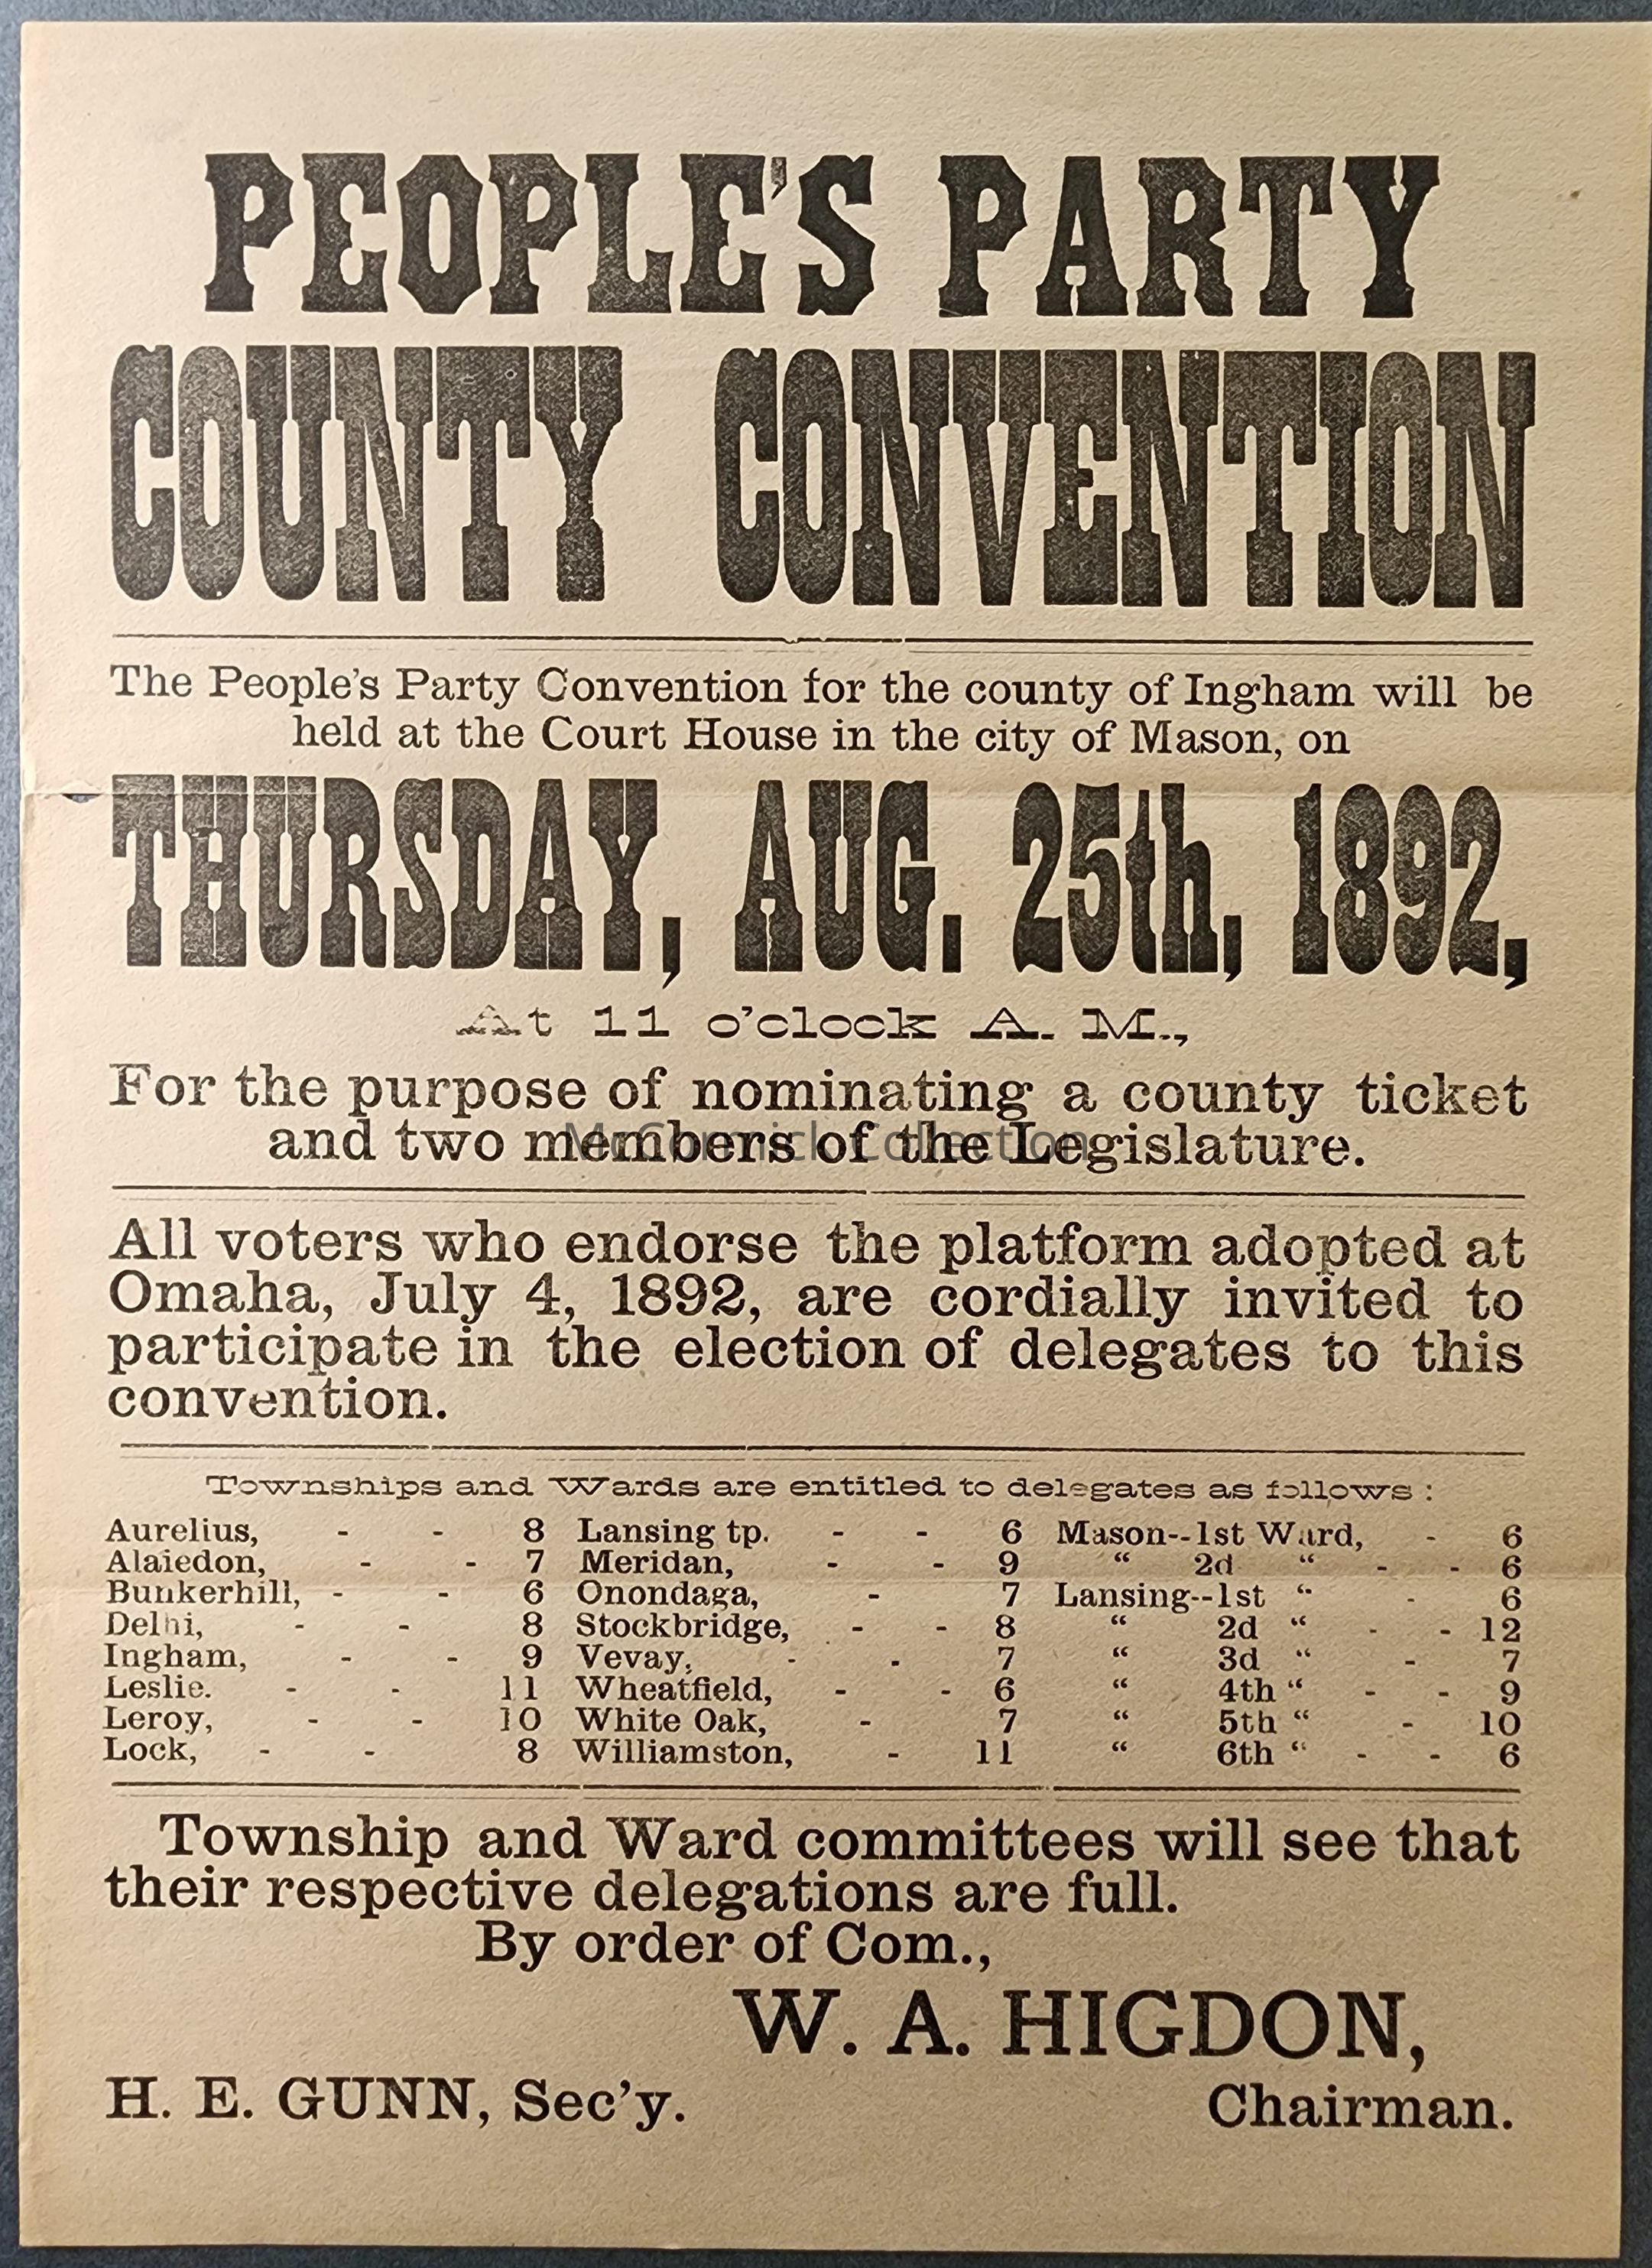 PEOPLE'S PARTY
COUNTY CONVENTION
The People's Party Convention for the county of Ingham will be
held at the Court House in the city of Mason, on
THURSDAY, AUG. 25th, 1892,
At 11 o'clock A. M.,
For the purpose of nominating a county ticket
and two members of the Legislature.
McCormick Collection
All voters who endorse the platform adopted at
Omaha, July 4, 1892, are cordially invited to
participate in the election of delegates to this
convention.
Townships and Wards are entitled to delegates as follows:
Aurelius, - - 8 Lansing tp. - - 6 Mason--1st Ward, - 6
Alaiedon, - - 7 Meridan, - - 9 “ 2d “ - - 6
Bunkerhill, - - 6 Onondaga, - 7 Lansing--1st “ - 6
Delhi, - - 8 Stockbridge, - - 8 “ 2d “ - - 12
Ingham, - - 9 Vevay, - - 7 “ 3d “ - 7
Leslie. - - 11 Wheatfield, - - 6 “ 4th “ - - 9
Leroy, - - 10 White Oak, - 7 “ 5th “ - 10
Lock, - - 8 Williamston, - 11 “ 6th “ - - 6
Township and Ward committees will see that
their respective delegations are full.
By order of Com.,
W. A. HIGDON,
H. E. GUNN, Sec'y. Chairman.